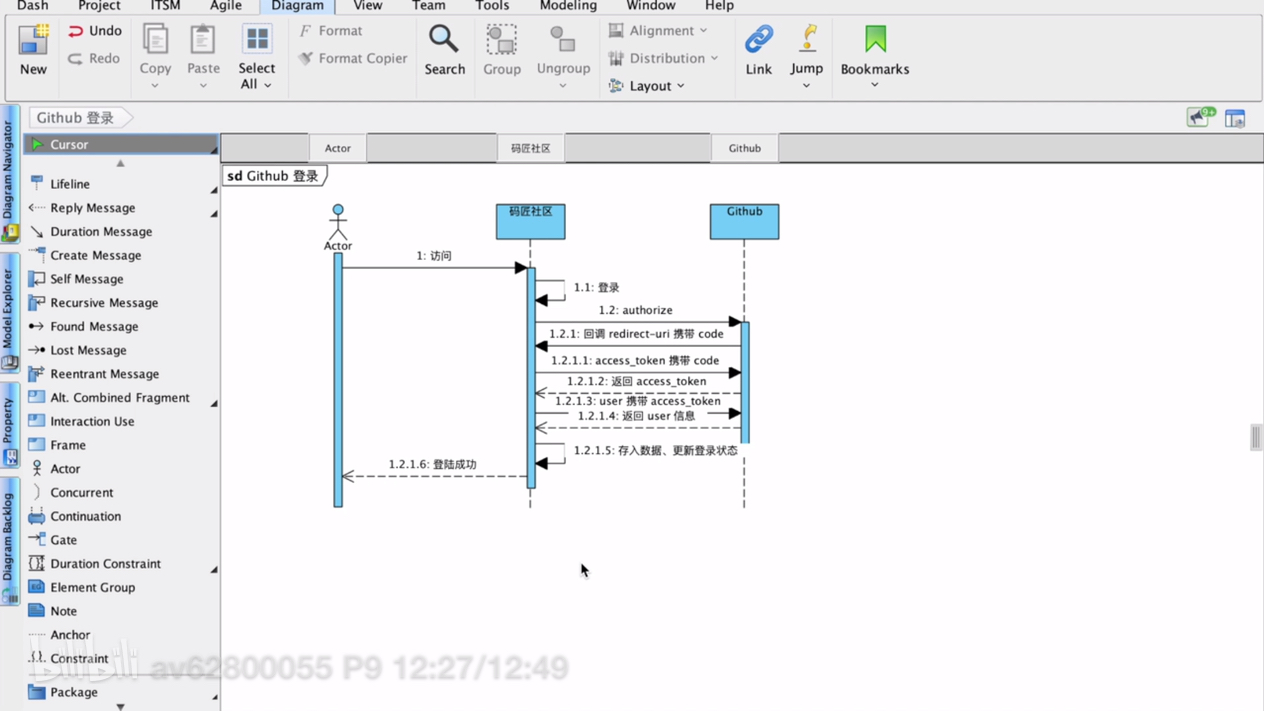 Dash Project ITSM Agile Diagram View Team Tools Modeling Window Help
New
Undo
Redo
Copy
Paste
Select All
Format
Format Copier
Search
Group
Ungroup
Alignment
Distribution
Layout
Link
Jump
Bookmarks
Github 登录
9+
Diagram Navigator
Model Explorer
Property
Diagram Backlog
Cursor
Lifeline
Reply Message
Duration Message
Create Message
Self Message
Recursive Message
Found Message
Lost Message
Reentrant Message
Alt. Combined Fragment
Interaction Use
Frame
Actor
Concurrent
Continuation
Gate
Duration Constraint
Element Group
Note
Anchor
Constraint
Package
Actor 码匠社区 Github
sd Github 登录
码匠社区
Github
Actor
1: 访问
1.1: 登录
1.2: authorize
1.2.1: 回调 redirect-uri 携带 code
1.2.1.1: access_token 携带 code
1.2.1.2: 返回 access_token
1.2.1.3: user 携带 access_token
1.2.1.4: 返回 user 信息
1.2.1.5: 存入数据、更新登录状态
1.2.1.6: 登陆成功
bilibili av62800055 P9 12:27/12:49